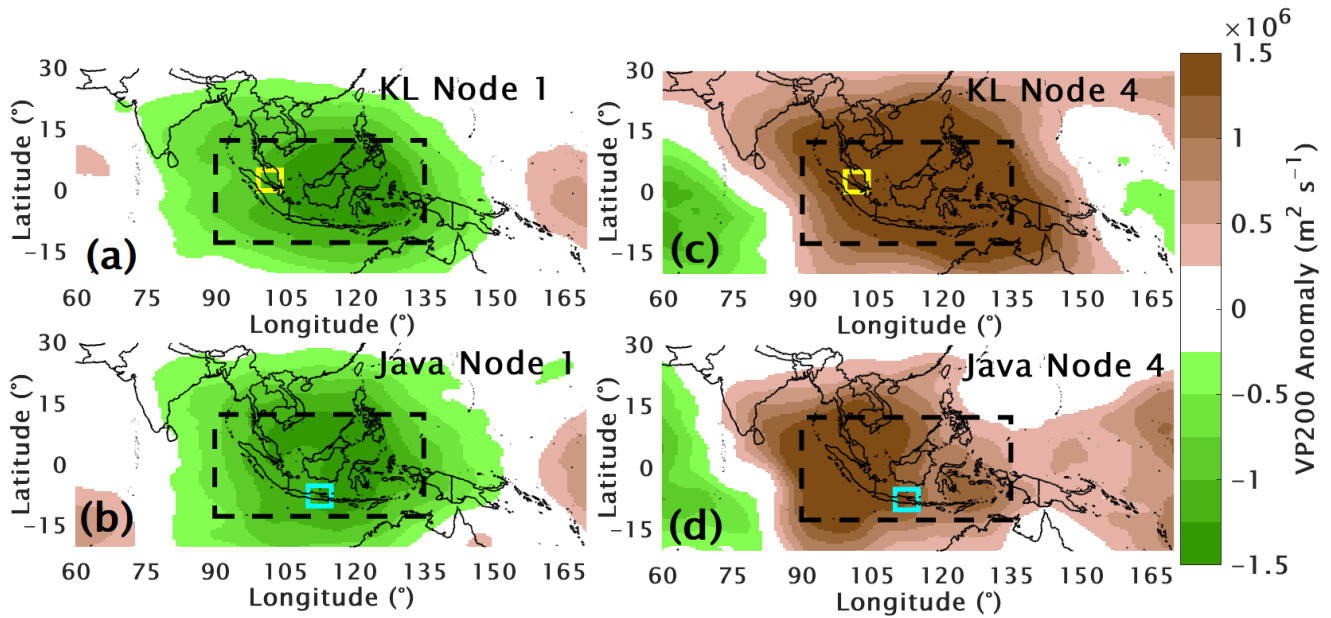 KL Node 1
30
15
0
−15
Latitude (°)
(a)
60 75 90 105 120 135 150 165
Longitude (°)
KL Node 4
30
15
0
−15
Latitude (°)
(c)
60 75 90 105 120 135 150 165
Longitude (°)
Java Node 1
30
15
0
−15
Latitude (°)
(b)
60 75 90 105 120 135 150 165
Longitude (°)
Java Node 4
30
15
0
−15
Latitude (°)
(d)
60 75 90 105 120 135 150 165
Longitude (°)
×10⁶
1.5
1
0.5
0
−0.5
−1
−1.5
VP200 Anomaly (m² s⁻¹)